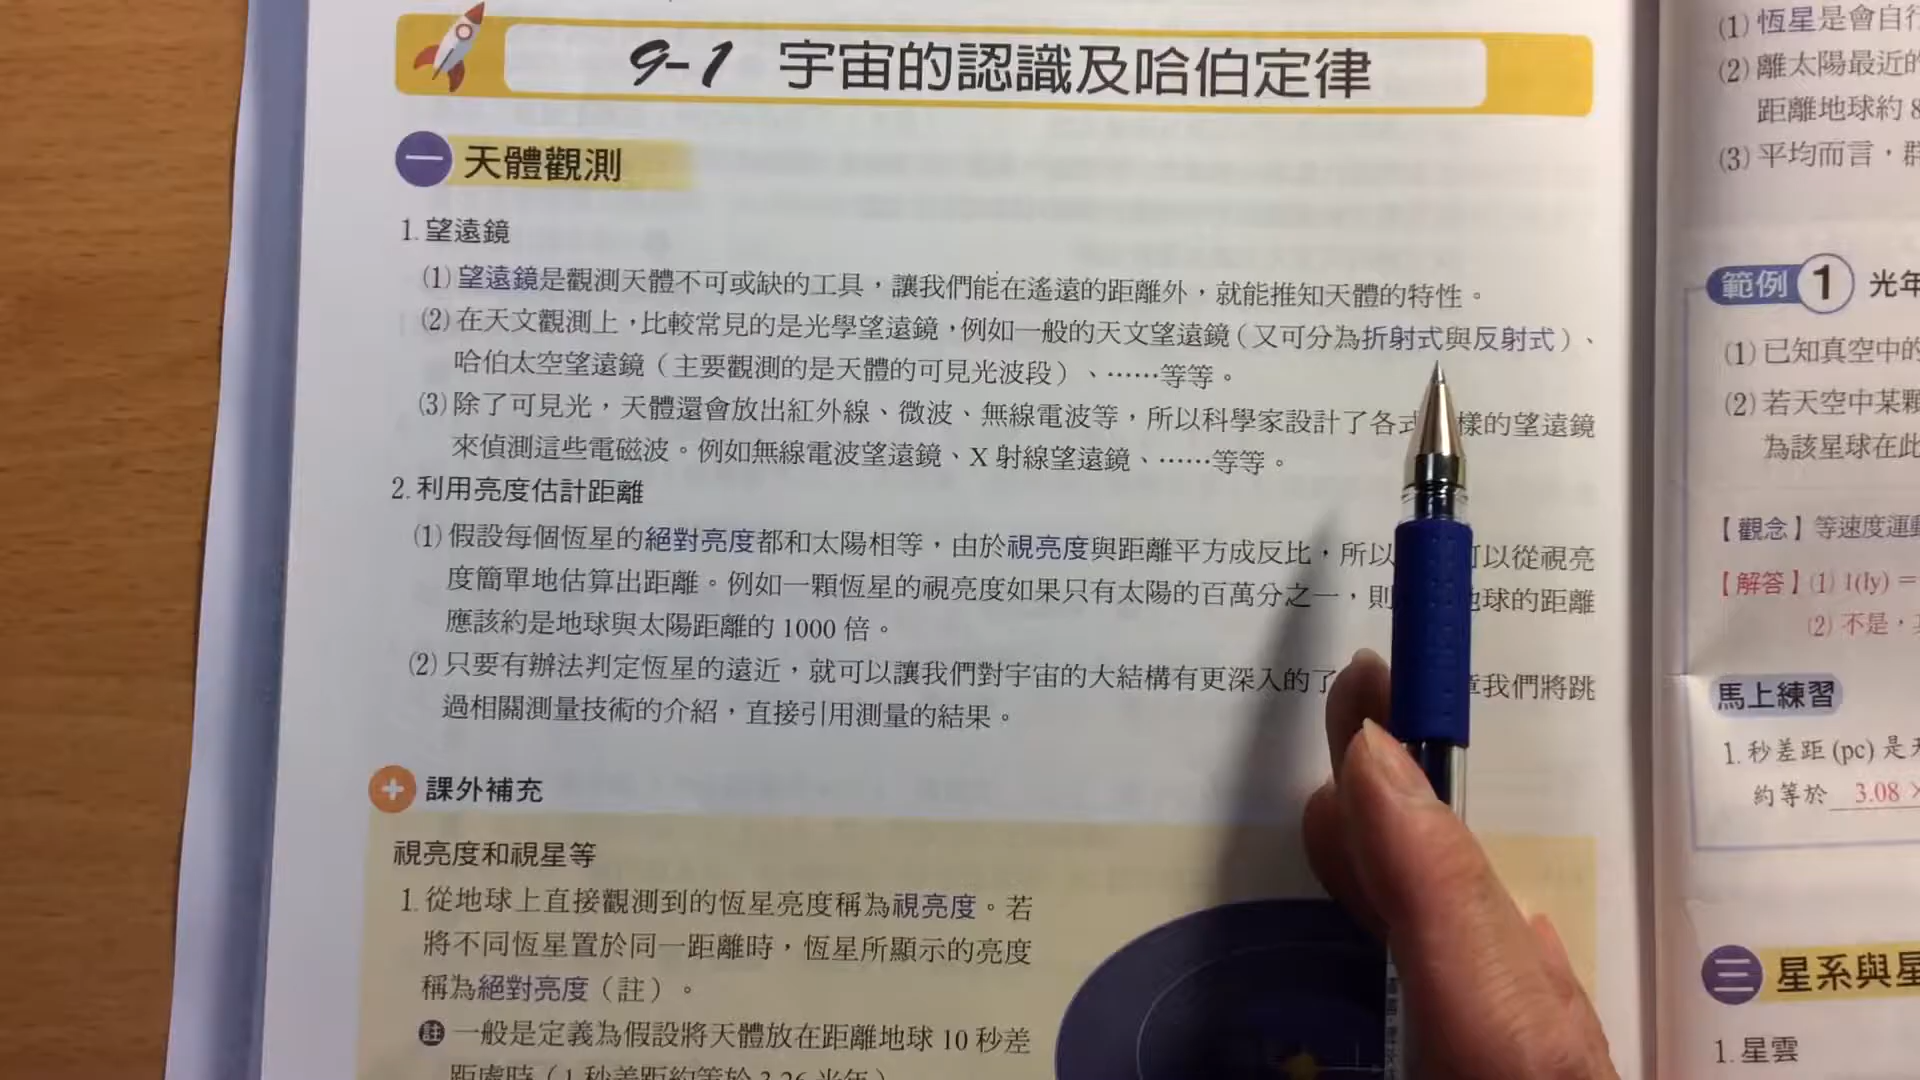 9-1 宇宙的認識及哈伯定律
一 天體觀測
1. 望遠鏡
(1) 望遠鏡是觀測天體不可或缺的工具，讓我們能在遙遠的距離外，就能推知天體的特性。
(2) 在天文觀測上，比較常見的是光學望遠鏡，例如一般的天文望遠鏡（又可分為折射式與反射式）、
哈伯太空望遠鏡（主要觀測的是天體的可見光波段）、……等等。
(3) 除了可見光，天體還會放出紅外線、微波、無線電波等，所以科學家設計了各式 樣的望遠鏡
來偵測這些電磁波。例如無線電波望遠鏡、X 射線望遠鏡、……等等。
2. 利用亮度估計距離
(1) 假設每個恆星的絕對亮度都和太陽相等，由於視亮度與距離平方成反比，所以 可以從視亮
度簡單地估算出距離。例如一顆恆星的視亮度如果只有太陽的百萬分之一，則 地球的距離
應該約是地球與太陽距離的 1000 倍。
(2) 只要有辦法判定恆星的遠近，就可以讓我們對宇宙的大結構有更深入的了 章我們將跳
過相關測量技術的介紹，直接引用測量的結果。
+ 課外補充
視亮度和視星等
1. 從地球上直接觀測到的恆星亮度稱為視亮度。若
將不同恆星置於同一距離時，恆星所顯示的亮度
稱為絕對亮度（註）。
註 一般是定義為假設將天體放在距離地球 10 秒差
距處時（1 秒差距約等於 3.26 光年）
(1) 恆星是會自行
(2) 離太陽最近的
距離地球約 8
(3) 平均而言，群
範例 1 光年
(1) 已知真空中的
(2) 若天空中某顆
為該星球在此
【觀念】等速度運動
【解答】(1) 1(ly) =
(2) 不是，
馬上練習
1. 秒差距 (pc) 是天
約等於 3.08 ×
三 星系與星
1. 星雲